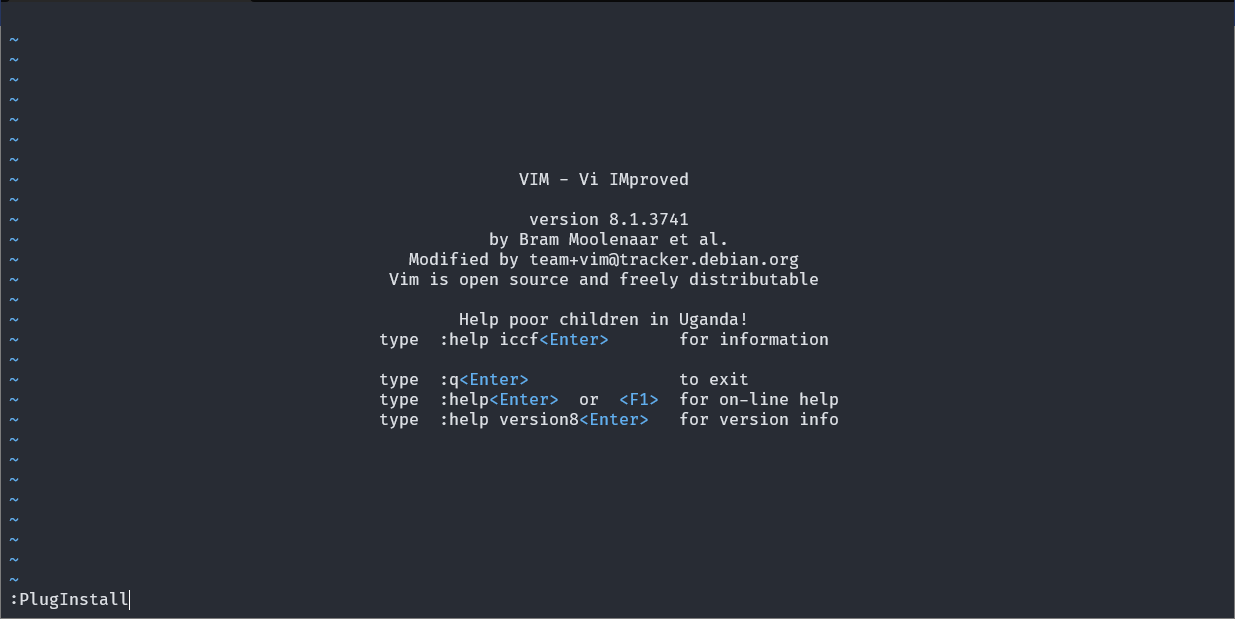 ~
~
~
~
~
~
~
~ VIM - Vi IMproved
~
~ version 8.1.3741
~ by Bram Moolenaar et al.
~ Modified by team+vim@tracker.debian.org
~ Vim is open source and freely distributable
~
~ Help poor children in Uganda!
~ type :help iccf<Enter> for information
~
~ type :q<Enter> to exit
~ type :help<Enter> or <F1> for on-line help
~ type :help version8<Enter> for version info
~
~
~
~
~
~
~
~
:PlugInstall